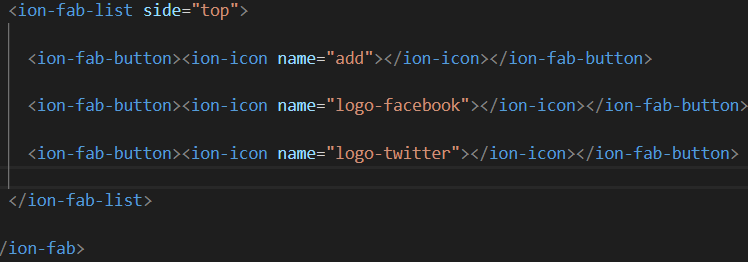 <ion-fab-list side="top">
<ion-fab-button><ion-icon name="add"></ion-icon></ion-fab-button>
<ion-fab-button><ion-icon name="logo-facebook"></ion-icon></ion-fab-button>
<ion-fab-button><ion-icon name="logo-twitter"></ion-icon></ion-fab-button>
</ion-fab-list>
/ion-fab>